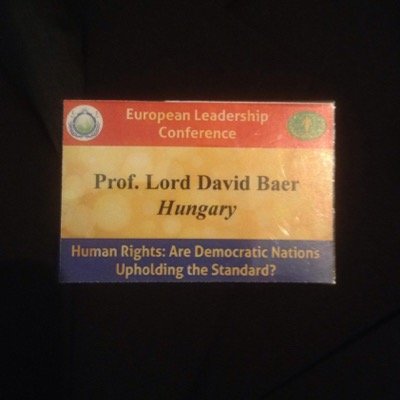 European Leadership
Conference
Prof. Lord David Baer
Hungary
Human Rights: Are Democratic Nations
Upholding the Standard?